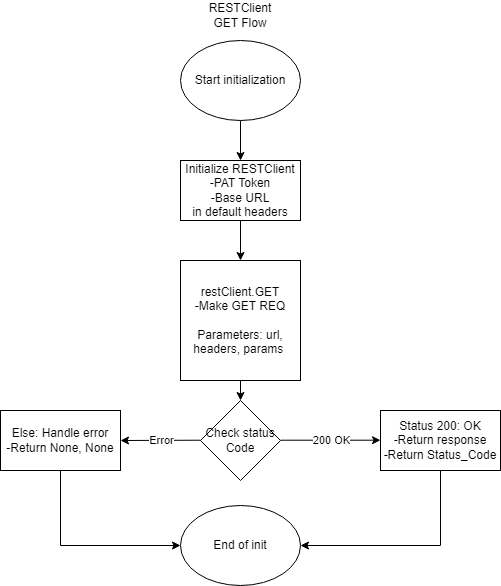 RESTClient
GET Flow
Start initialization
Initialize RESTClient
-PAT Token
-Base URL
in default headers
restClient.GET
-Make GET REQ
Parameters: url,
headers, params
Check status
Code
Error
200 OK
Else: Handle error
-Return None, None
Status 200: OK
-Return response
-Return Status_Code
End of init